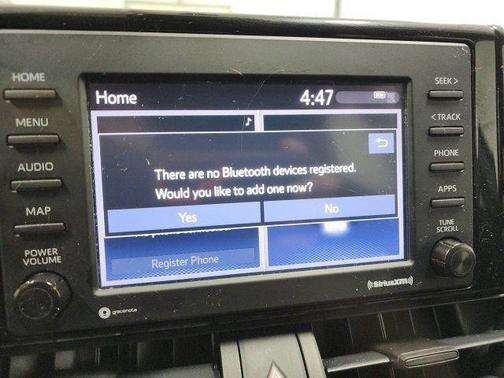 HOME
MENU
AUDIO
MAP
POWER
VOLUME
Home
4:47
There are no Bluetooth devices registered.
Would you like to add one now?
Yes
No
Register Phone
gracenote
((SiriusXM))
SEEK >
< TRACK
PHONE
APPS
TUNE
SCROLL